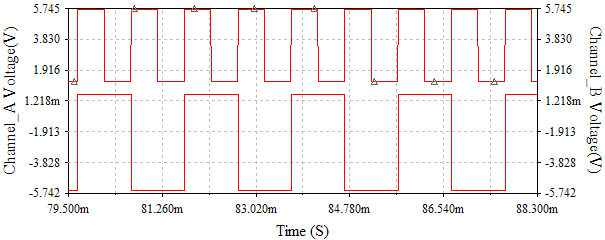 Channel_A Voltage(V)
5.745
3.830
1.916
1.218m
-1.913
-3.828
-5.742
5.745
3.830
1.916
1.218m
-1.913
-3.828
-5.742
Channel_B Voltage(V)
79.500m 81.260m 83.020m 84.780m 86.540m 88.300m
Time (S)